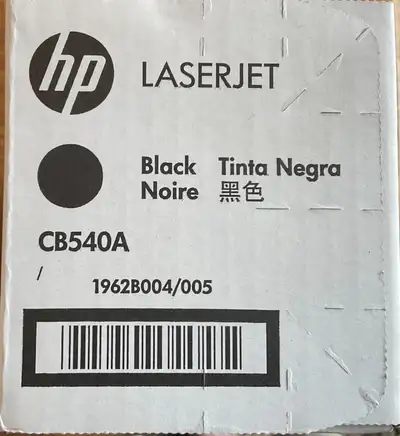 hp LASERJET
Black Tinta Negra
Noire 黑色
CB540A
/
1962B004/005